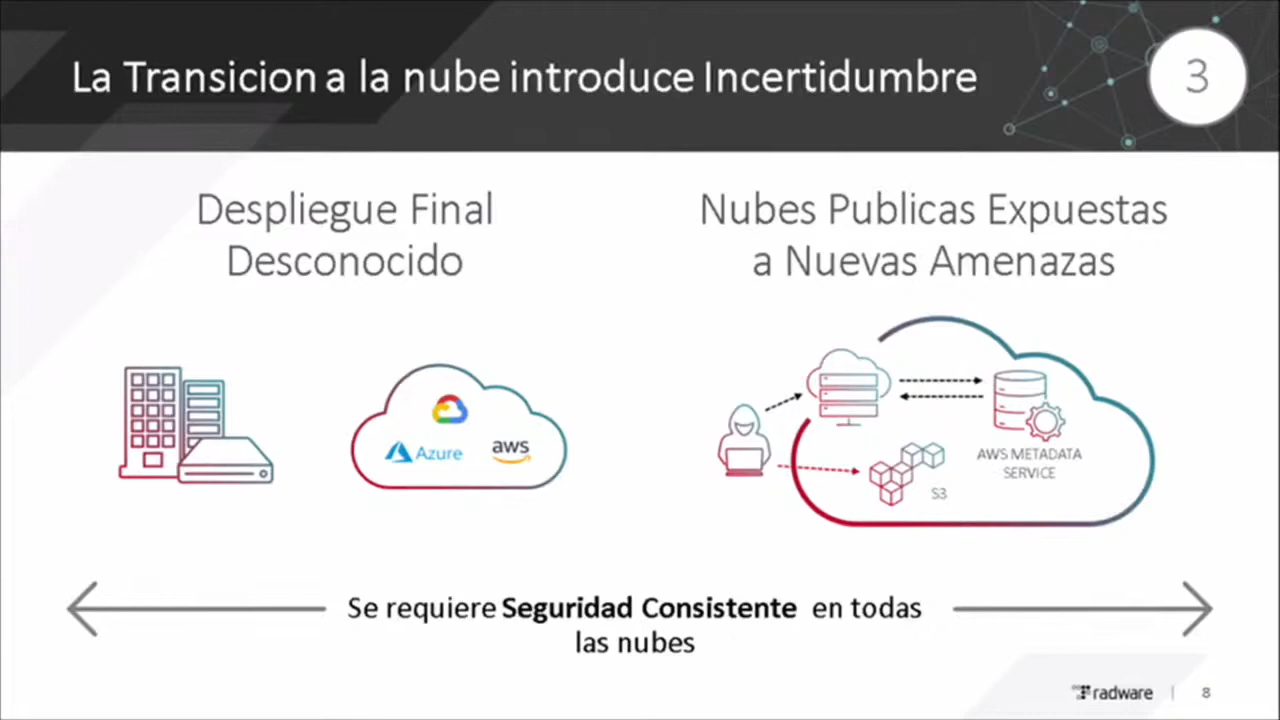 La Transicion a la nube introduce Incertidumbre
3
Despliegue Final
Desconocido
Azure
aws
Nubes Publicas Expuestas
a Nuevas Amenazas
AWS METADATA
SERVICE
S3
Se requiere Seguridad Consistente en todas
las nubes
radware
8